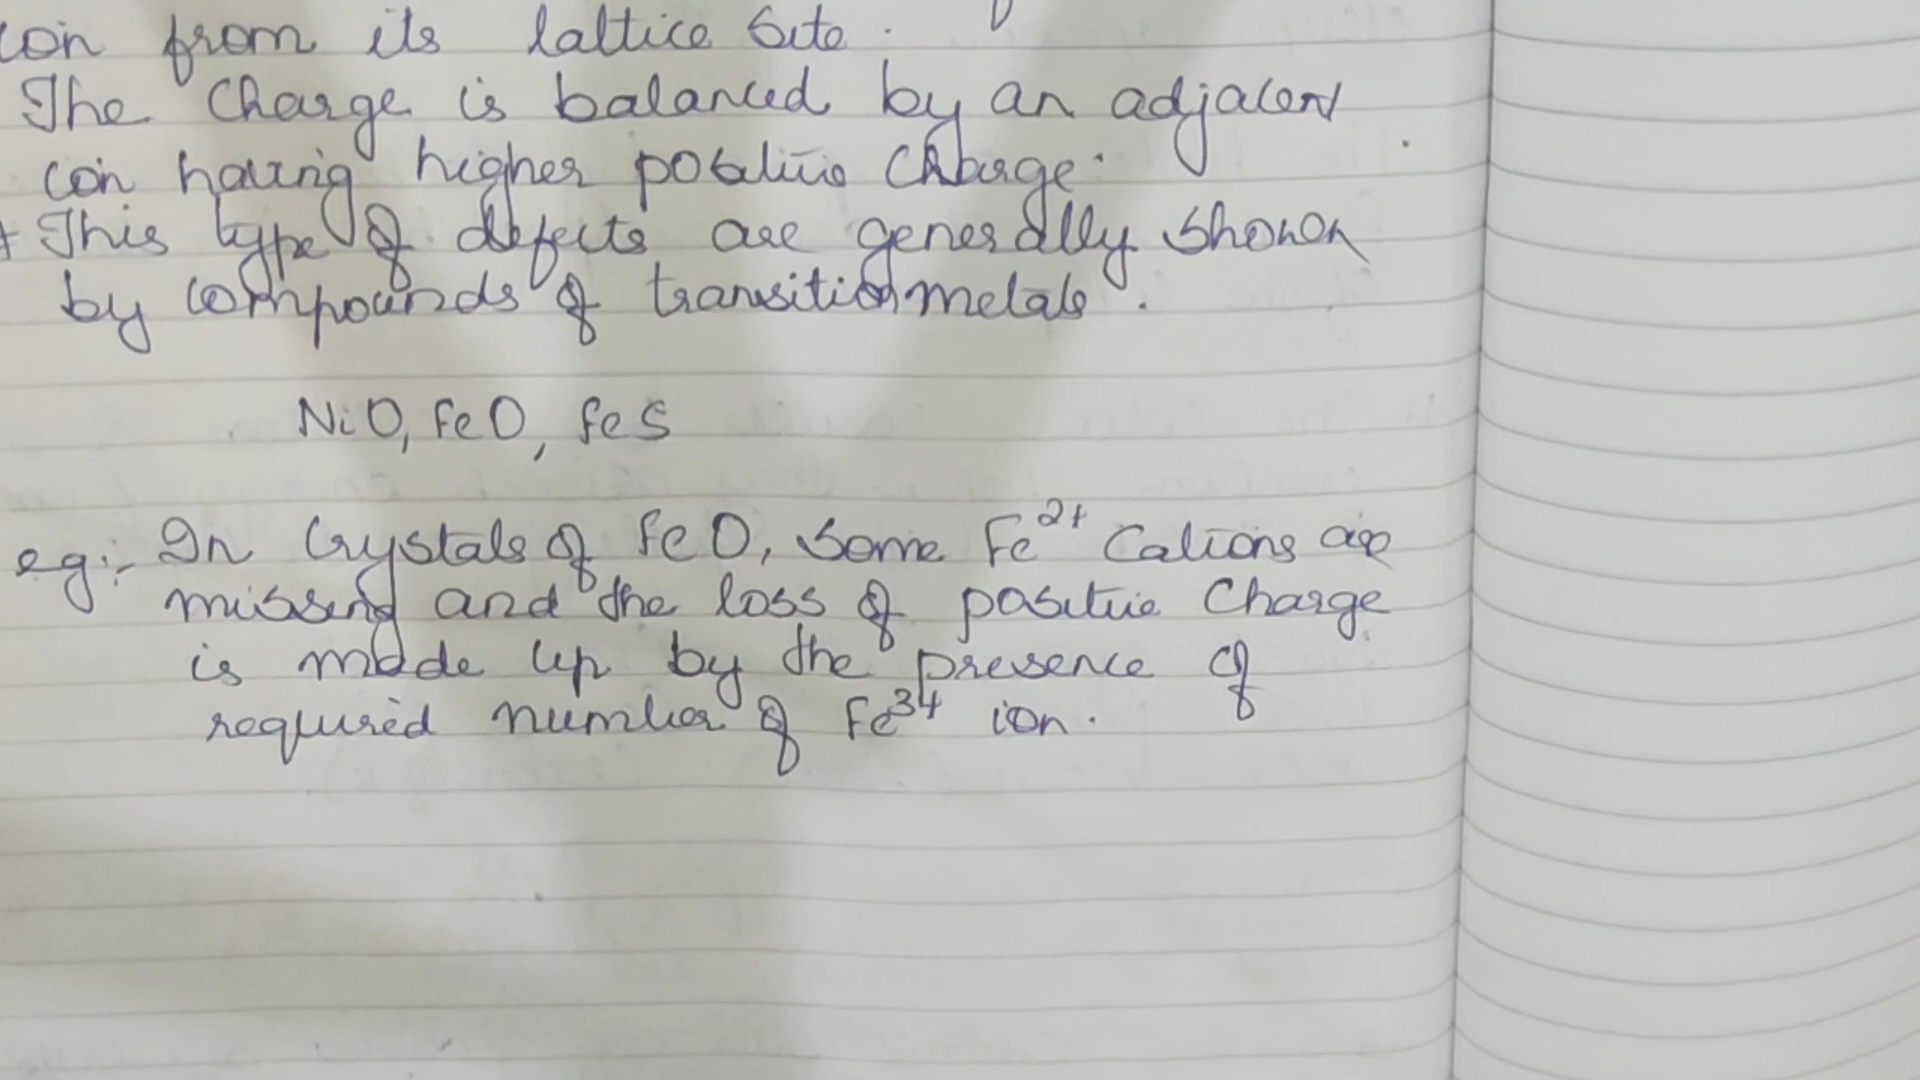 ion from its lattice site.
The charge is balanced by an adjacent
ion having higher positive charge.
* This type of defects are generally shown
by compounds of transition metals.
NiO, FeO, FeS
eg:- In Crystals of FeO, some Fe²⁺ Cations are
missing and the loss of positive Charge
is made up by the presence of
required number of Fe³⁺ ion.